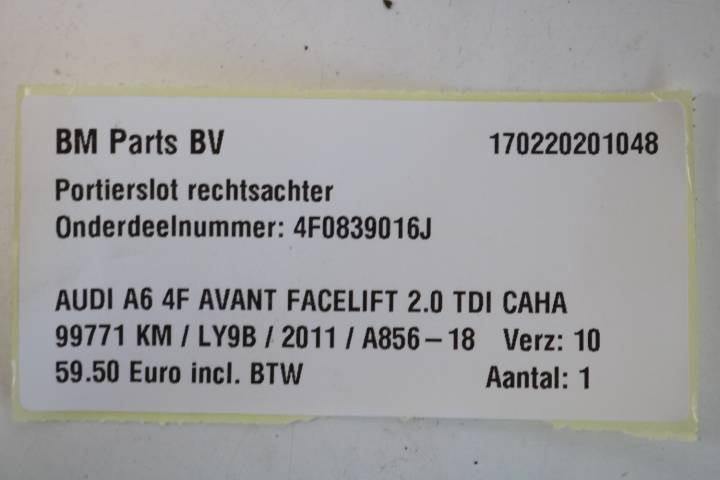 BM Parts BV 170220201048
Portierslot rechtsachter
Onderdeelnummer: 4F0839016J
AUDI A6 4F AVANT FACELIFT 2.0 TDI CAHA
99771 KM / LY9B / 2011 / A856-18 Verz: 10
59.50 Euro incl. BTW Aantal: 1